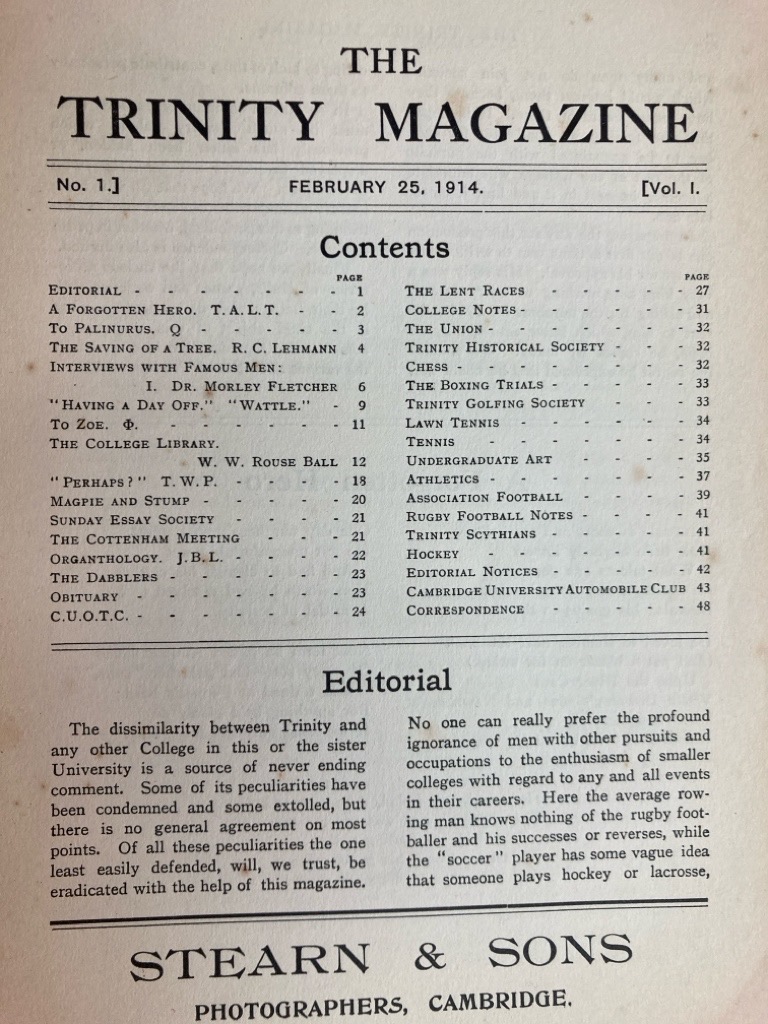 THE
TRINITY MAGAZINE
No. 1.] FEBRUARY 25, 1914. [Vol. I.
Contents
PAGE
EDITORIAL - - - - - - - 1
A FORGOTTEN HERO. T. A. L. T. - - 2
TO PALINURUS. Q - - - - - 3
THE SAVING OF A TREE. R. C. LEHMANN 4
INTERVIEWS WITH FAMOUS MEN:
I. DR. MORLEY FLETCHER 6
"HAVING A DAY OFF." "WATTLE." - 9
TO ZOE. Φ. - - - - - - 11
THE COLLEGE LIBRARY.
W. W. ROUSE BALL 12
"PERHAPS?" T. W. P. - - - - 18
MAGPIE AND STUMP - - - - - 20
SUNDAY ESSAY SOCIETY - - - - 21
THE COTTENHAM MEETING - - - 21
ORGANTHOLOGY. J. B. L. - - - - 22
THE DABBLERS - - - - - - 23
OBITUARY - - - - - - - 23
C.U.O.T.C. - - - - - - - 24
PAGE
THE LENT RACES - - - - - 27
COLLEGE NOTES - - - - - - 31
THE UNION - - - - - - - 32
TRINITY HISTORICAL SOCIETY - - - 32
CHESS - - - - - - - - 32
THE BOXING TRIALS - - - - - 33
TRINITY GOLFING SOCIETY - - - 33
LAWN TENNIS - - - - - - 34
TENNIS - - - - - - - 34
UNDERGRADUATE ART - - - - 35
ATHLETICS - - - - - - - 37
ASSOCIATION FOOTBALL - - - - 39
RUGBY FOOTBALL NOTES - - - - 41
TRINITY SCYTHIANS - - - - 41
HOCKEY - - - - - - - 41
EDITORIAL NOTICES - - - - - 42
CAMBRIDGE UNIVERSITY AUTOMOBILE CLUB 43
CORRESPONDENCE - - - - - 48
Editorial
The dissimilarity between Trinity and
any other College in this or the sister
University is a source of never ending
comment. Some of its peculiarities have
been condemned and some extolled, but
there is no general agreement on most
points. Of all these peculiarities the one
least easily defended, will, we trust, be
eradicated with the help of this magazine.
No one can really prefer the profound
ignorance of men with other pursuits and
occupations to the enthusiasm of smaller
colleges with regard to any and all events
in their careers. Here the average row-
ing man knows nothing of the rugby foot-
baller and his successes or reverses, while
the "soccer" player has some vague idea
that someone plays hockey or lacrosse,
STEARN & SONS
PHOTOGRAPHERS, CAMBRIDGE.